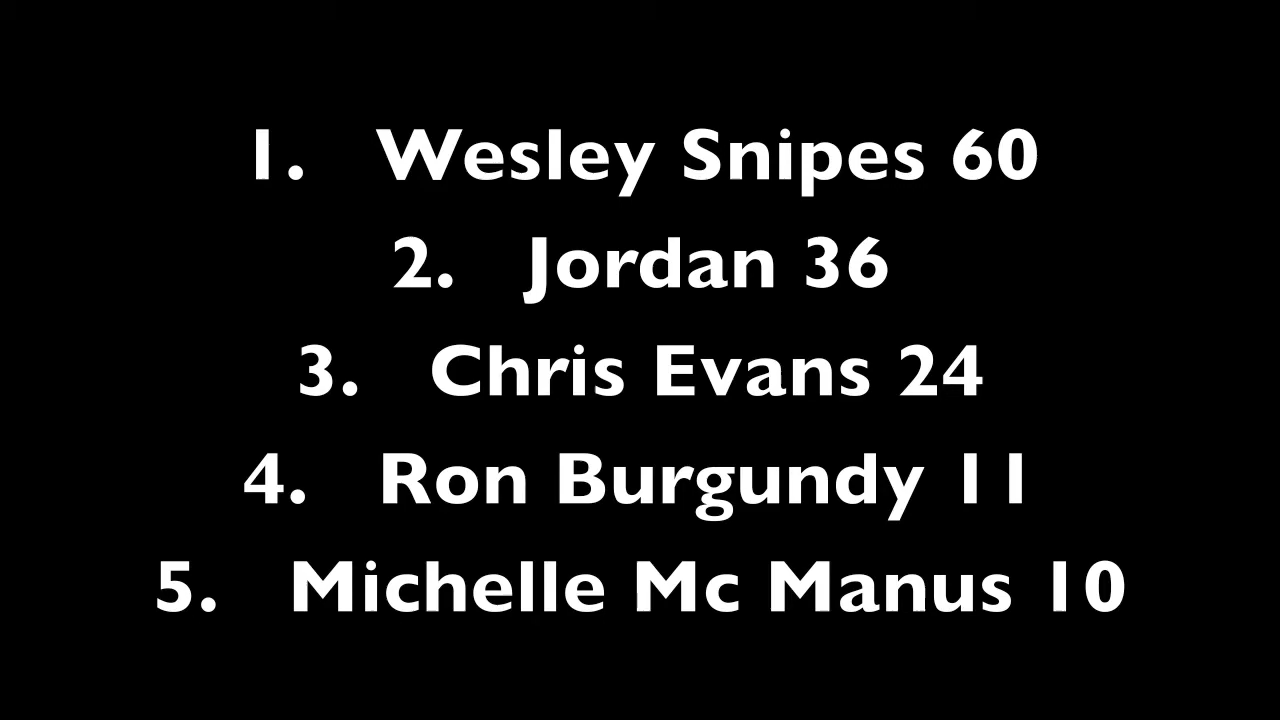 1. Wesley Snipes 60
2. Jordan 36
3. Chris Evans 24
4. Ron Burgundy 11
5. Michelle Mc Manus 10